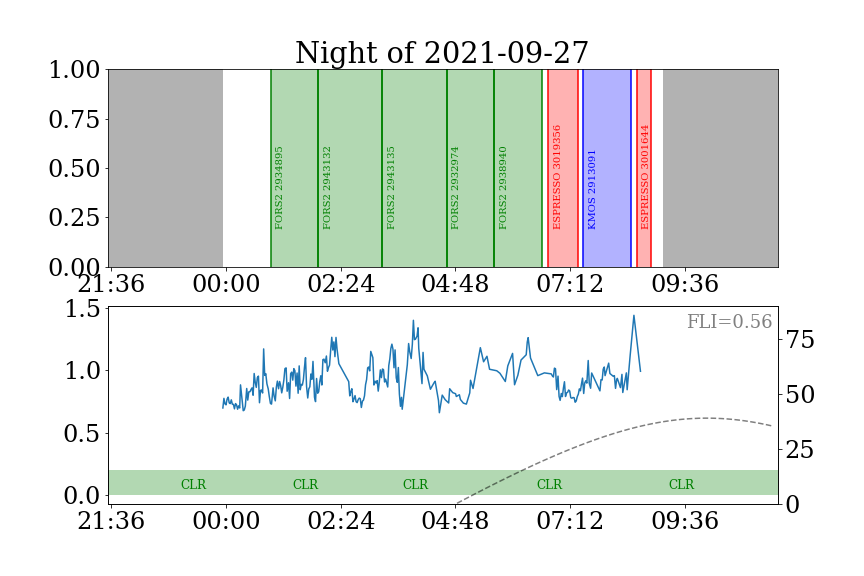 Night of 2021-09-27
1.00
0.75
0.50
0.25
0.00
FORS2 2934895
FORS2 2943132
FORS2 2943135
FORS2 2932974
FORS2 2938940
ESPRESSO 3019356
KMOS 2913091
ESPRESSO 3001644
21:36 00:00 02:24 04:48 07:12 09:36
1.5
1.0
0.5
0.0
FLI=0.56
75
50
25
0
CLR CLR CLR CLR CLR
21:36 00:00 02:24 04:48 07:12 09:36